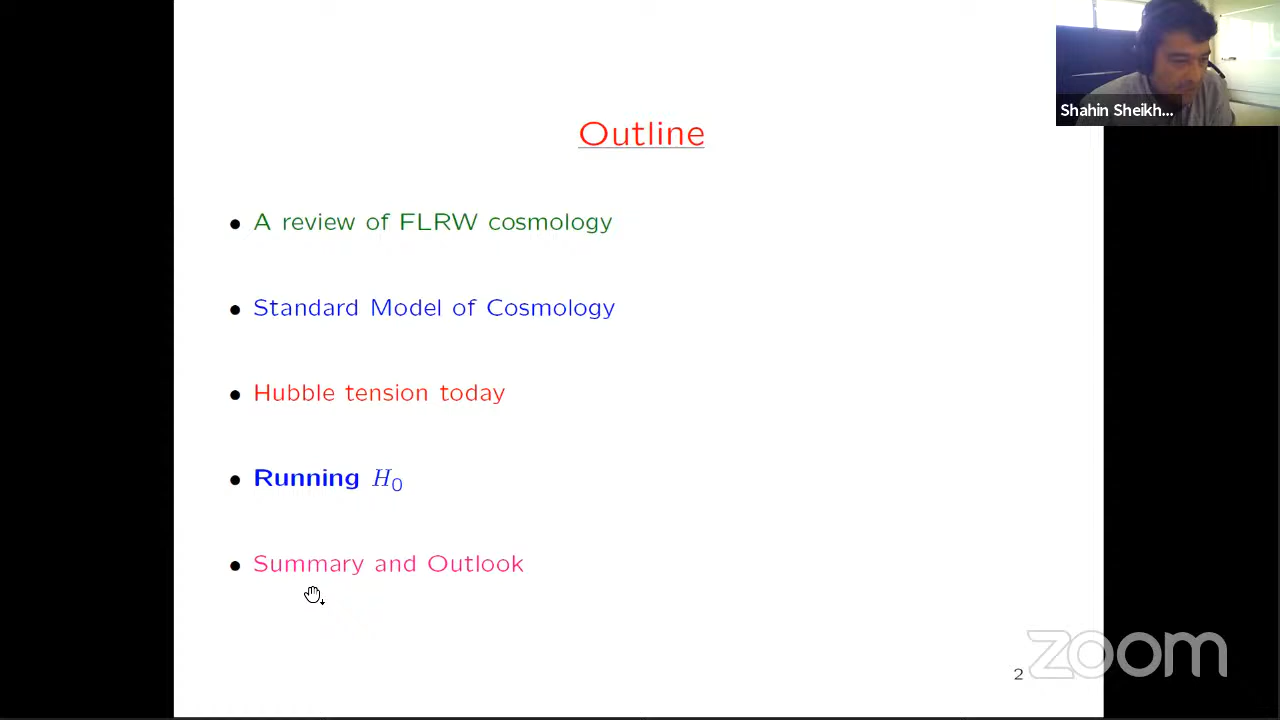 Shahin Sheikh...
Outline
• A review of FLRW cosmology
• Standard Model of Cosmology
• Hubble tension today
• Running H₀
• Summary and Outlook
zoom
2